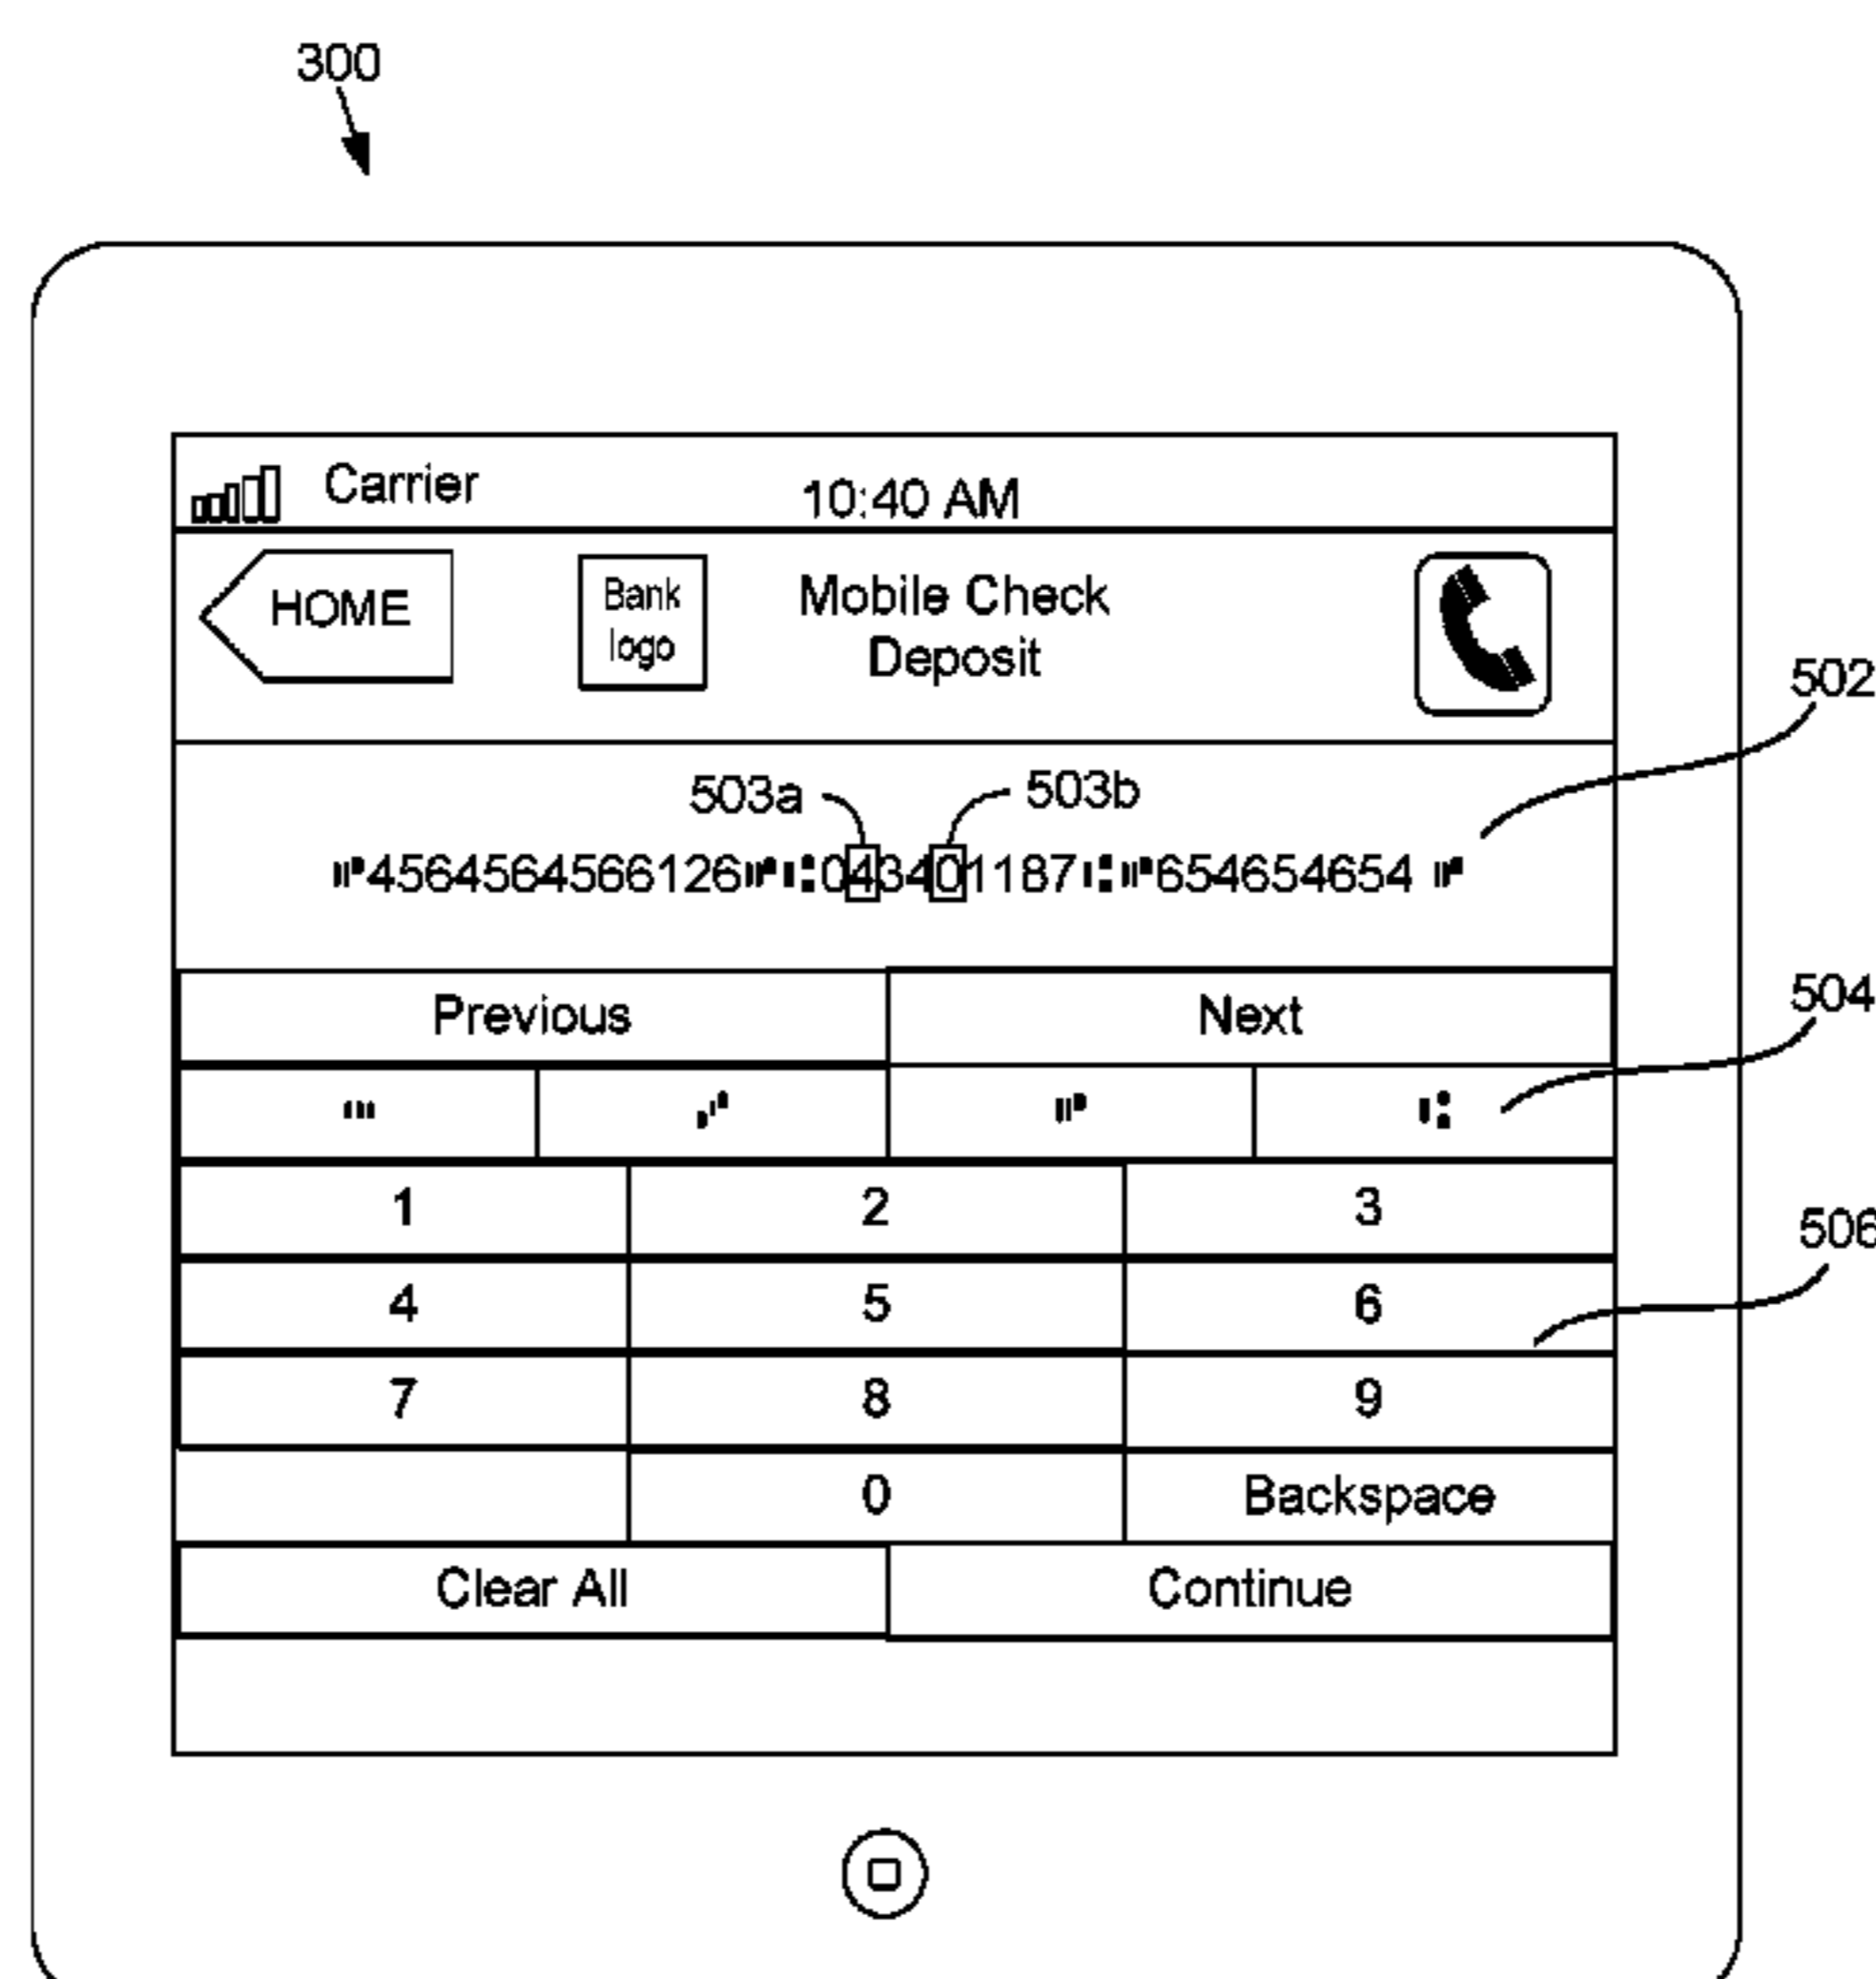 300
Carrier
10:40 AM
HOME
Bank
logo
Mobile Check
Deposit
502
503a
503b
⑈4564564566126⑈⑆043401187⑆⑈654654654 ⑈
Previous Next
504
⑉ ⑇ ⑈ ⑆
1 2 3
506
4 5 6
7 8 9
0 Backspace
Clear All Continue